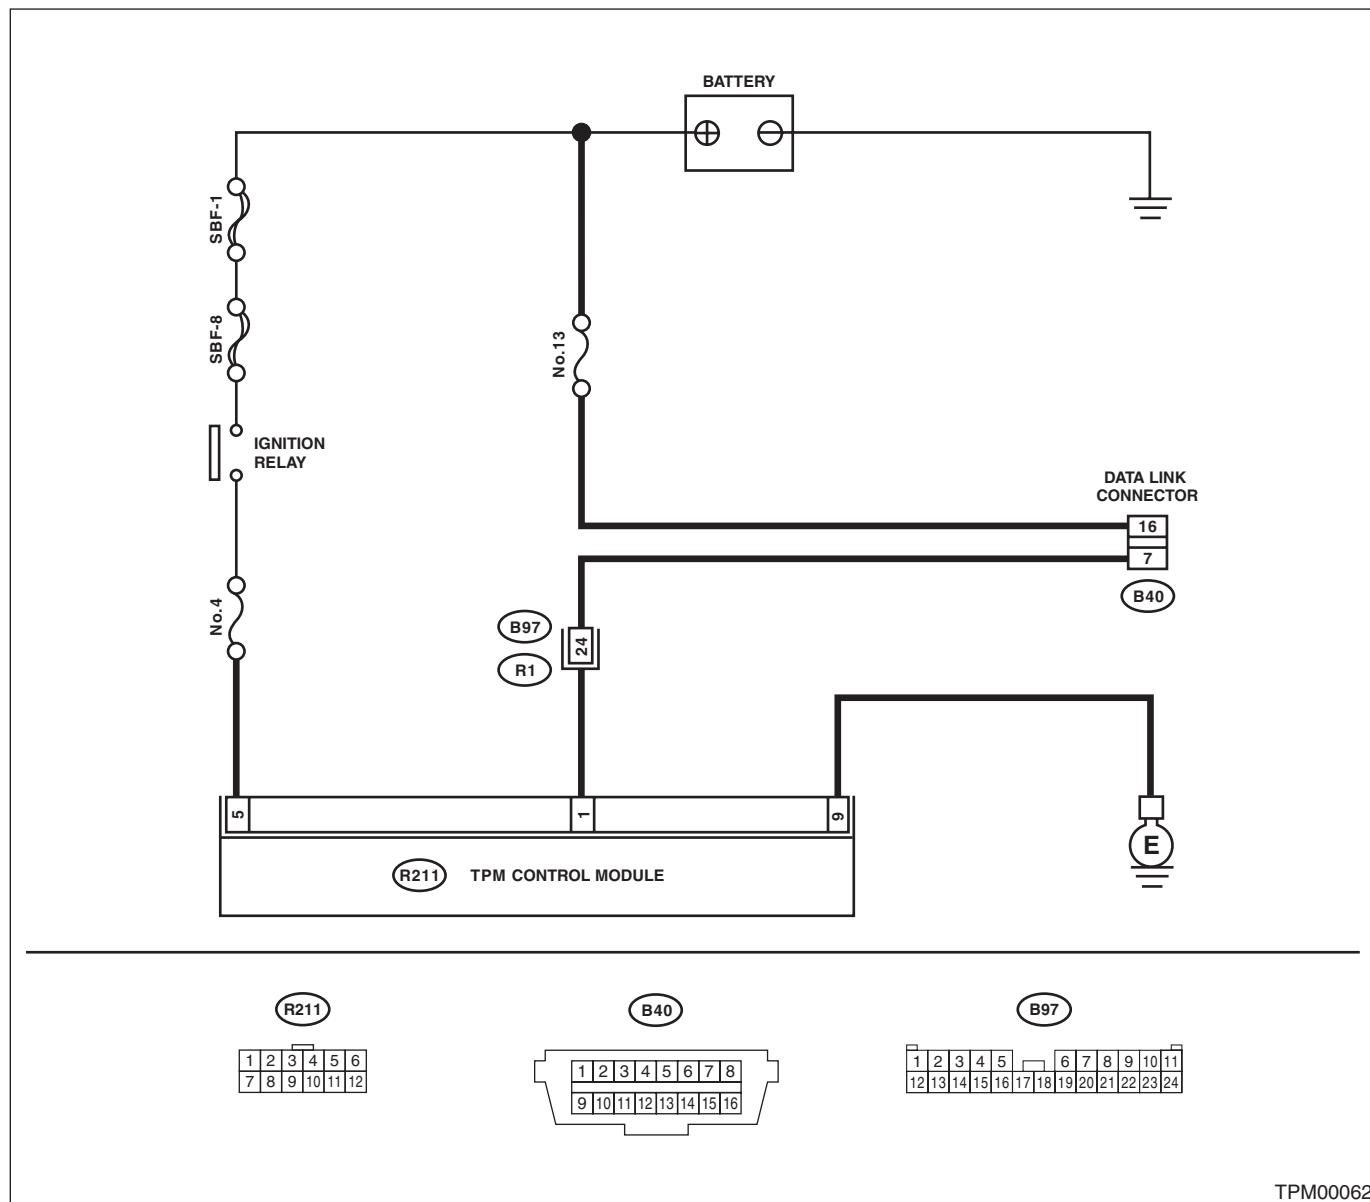 BATTERY
SBF-1
SBF-8
No.13
IGNITION
RELAY
DATA LINK
CONNECTOR
16
7
B40
No.4
B97
24
R1
5
1
9
E
R211 TPM CONTROL MODULE
R211
1 2 3 4 5 6
7 8 9 10 11 12
B40
1 2 3 4 5 6 7 8
9 10 11 12 13 14 15 16
B97
1 2 3 4 5 6 7 8 9 10 11
12 13 14 15 16 17 18 19 20 21 22 23 24
TPM00062